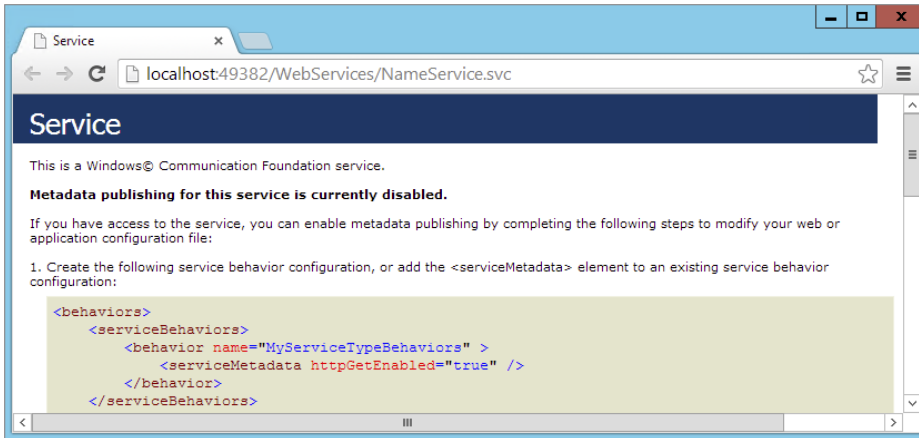 Service
localhost:49382/WebServices/NameService.svc
Service
This is a Windows© Communication Foundation service.
Metadata publishing for this service is currently disabled.
If you have access to the service, you can enable metadata publishing by completing the following steps to modify your web or
application configuration file:
1. Create the following service behavior configuration, or add the <serviceMetadata> element to an existing service behavior
configuration:
<behaviors>
    <serviceBehaviors>
        <behavior name="MyServiceTypeBehaviors" >
            <serviceMetadata httpGetEnabled="true" />
        </behavior>
    </serviceBehaviors>